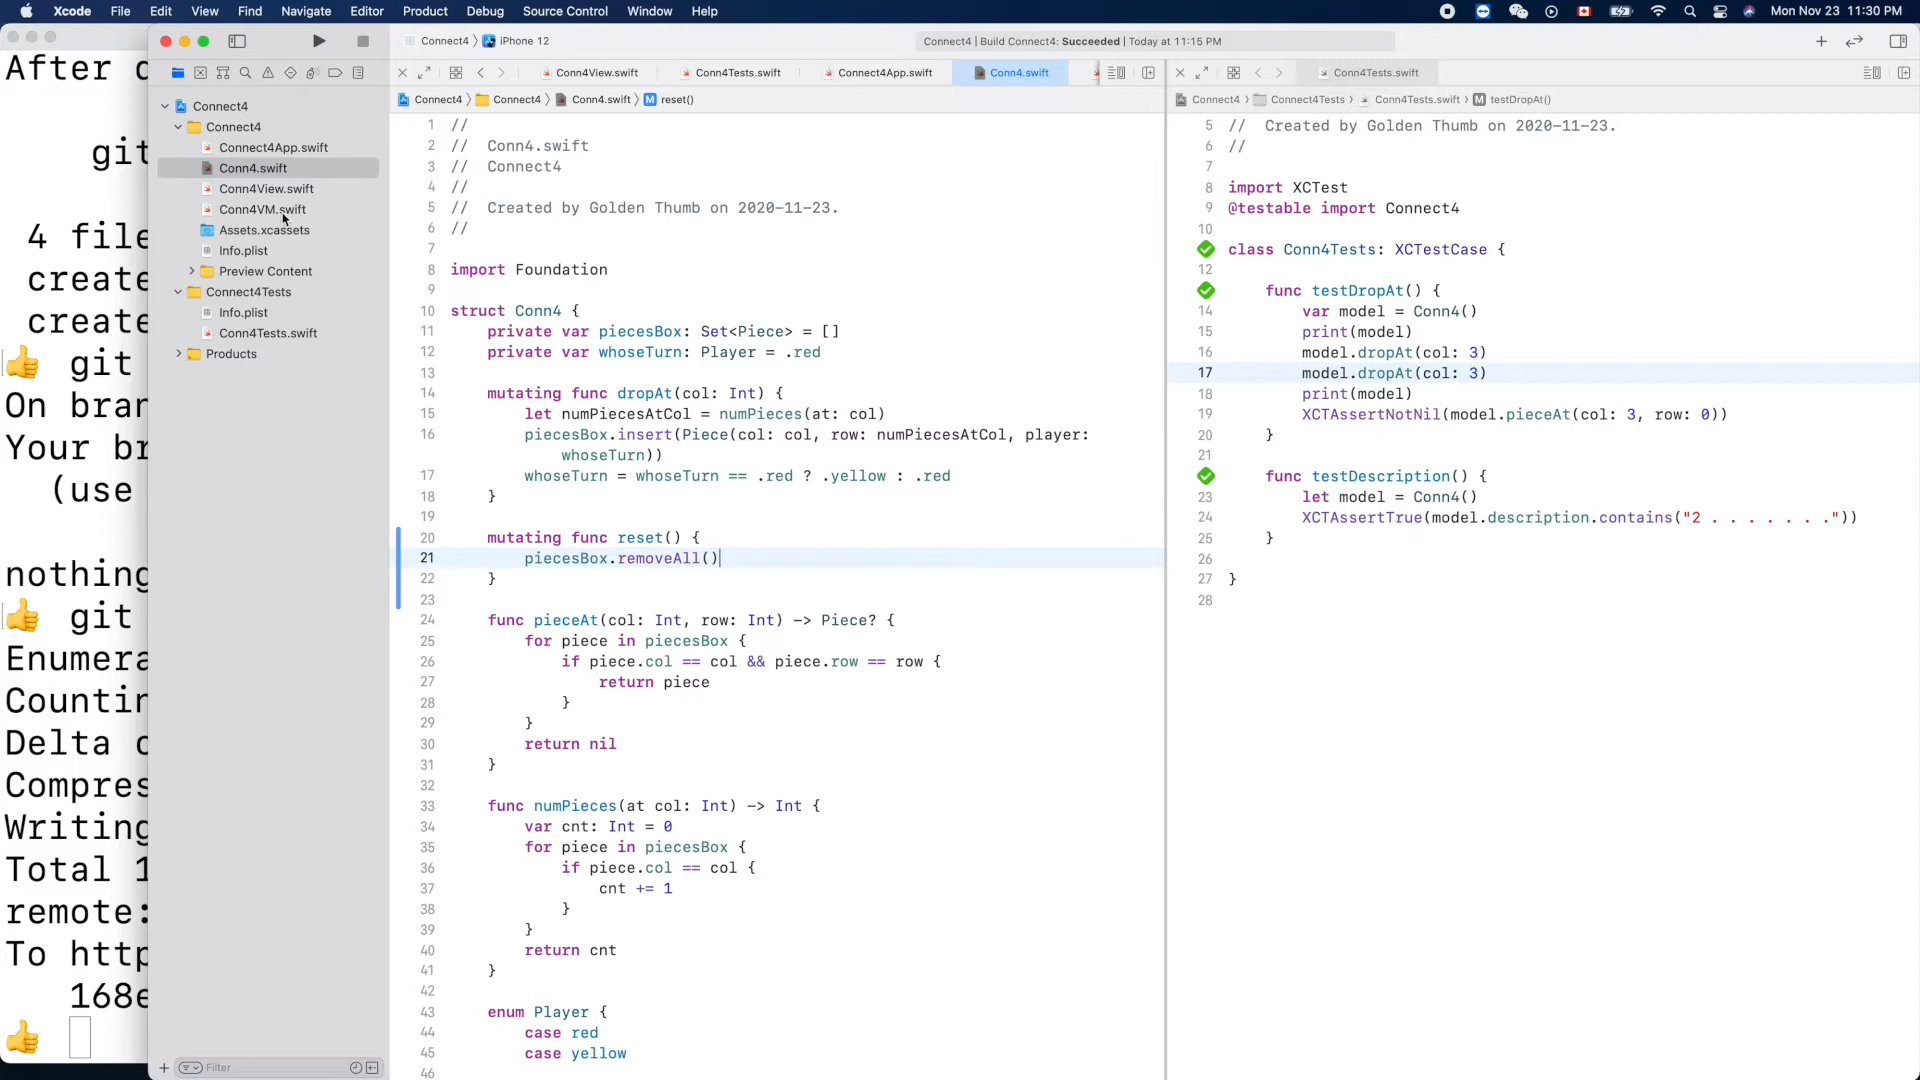 Xcode File Edit View Find Navigate Editor Product Debug Source Control Window Help
Mon Nov 23 11:30 PM
Connect4 〉 iPhone 12
Connect4 | Build Connect4: Succeeded | Today at 11:15 PM
Conn4View.swift Conn4Tests.swift Connect4App.swift Conn4.swift
Conn4Tests.swift
Connect4 〉 Connect4 〉 Conn4.swift 〉 M reset()
Connect4 〉 Connect4Tests 〉 Conn4Tests.swift 〉 M testDropAt()
After d
git
4 file
create
create
👍 git
On bran
Your br
(use
nothing
👍 git
Enumera
Countin
Delta c
Compres
Writing
Total 1
remote:
To http
168e
👍
Connect4
Connect4
Connect4App.swift
Conn4.swift
Conn4View.swift
Conn4VM.swift
Assets.xcassets
Info.plist
Preview Content
Connect4Tests
Info.plist
Conn4Tests.swift
Products
Filter
1 //
2 // Conn4.swift
3 // Connect4
4 //
5 // Created by Golden Thumb on 2020-11-23.
6 //
7
8 import Foundation
9
10 struct Conn4 {
11 private var piecesBox: Set<Piece> = []
12 private var whoseTurn: Player = .red
13
14 mutating func dropAt(col: Int) {
15 let numPiecesAtCol = numPieces(at: col)
16 piecesBox.insert(Piece(col: col, row: numPiecesAtCol, player:
whoseTurn))
17 whoseTurn = whoseTurn == .red ? .yellow : .red
18 }
19
20 mutating func reset() {
21 piecesBox.removeAll()
22 }
23
24 func pieceAt(col: Int, row: Int) -> Piece? {
25 for piece in piecesBox {
26 if piece.col == col && piece.row == row {
27 return piece
28 }
29 }
30 return nil
31 }
32
33 func numPieces(at col: Int) -> Int {
34 var cnt: Int = 0
35 for piece in piecesBox {
36 if piece.col == col {
37 cnt += 1
38 }
39 }
40 return cnt
41 }
42
43 enum Player {
44 case red
45 case yellow
46
5 // Created by Golden Thumb on 2020-11-23.
6 //
7
8 import XCTest
9 @testable import Connect4
10
class Conn4Tests: XCTestCase {
12
func testDropAt() {
14 var model = Conn4()
15 print(model)
16 model.dropAt(col: 3)
17 model.dropAt(col: 3)
18 print(model)
19 XCTAssertNotNil(model.pieceAt(col: 3, row: 0))
20 }
21
func testDescription() {
23 let model = Conn4()
24 XCTAssertTrue(model.description.contains("2 . . . . . . ."))
25 }
26
27 }
28